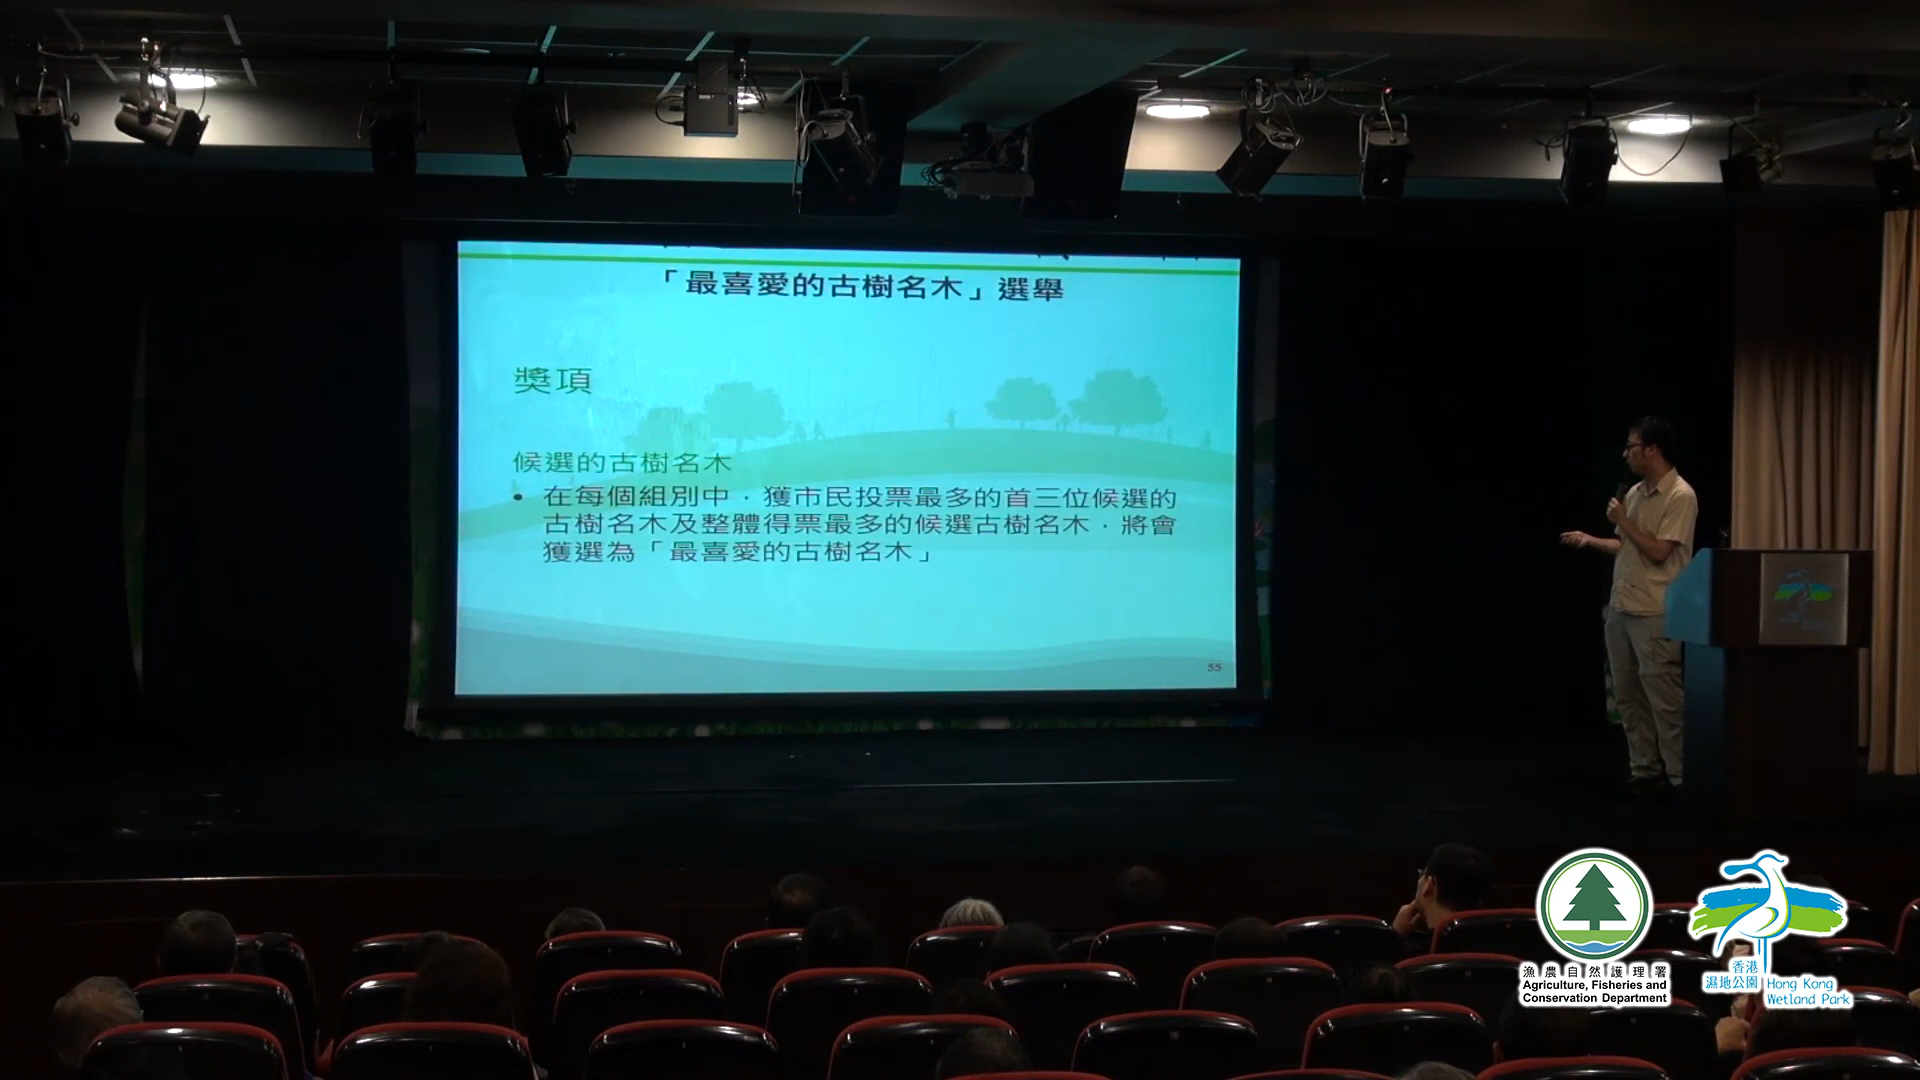 「最喜愛的古樹名木」選舉
獎項
候選的古樹名木
• 在每個組別中，獲市民投票最多的首三位候選的
古樹名木及整體得票最多的候選古樹名木，將會
獲選為「最喜愛的古樹名木」
55
漁農自然護理署
Agriculture, Fisheries and
Conservation Department
香港
濕地公園
Hong Kong
Wetland Park